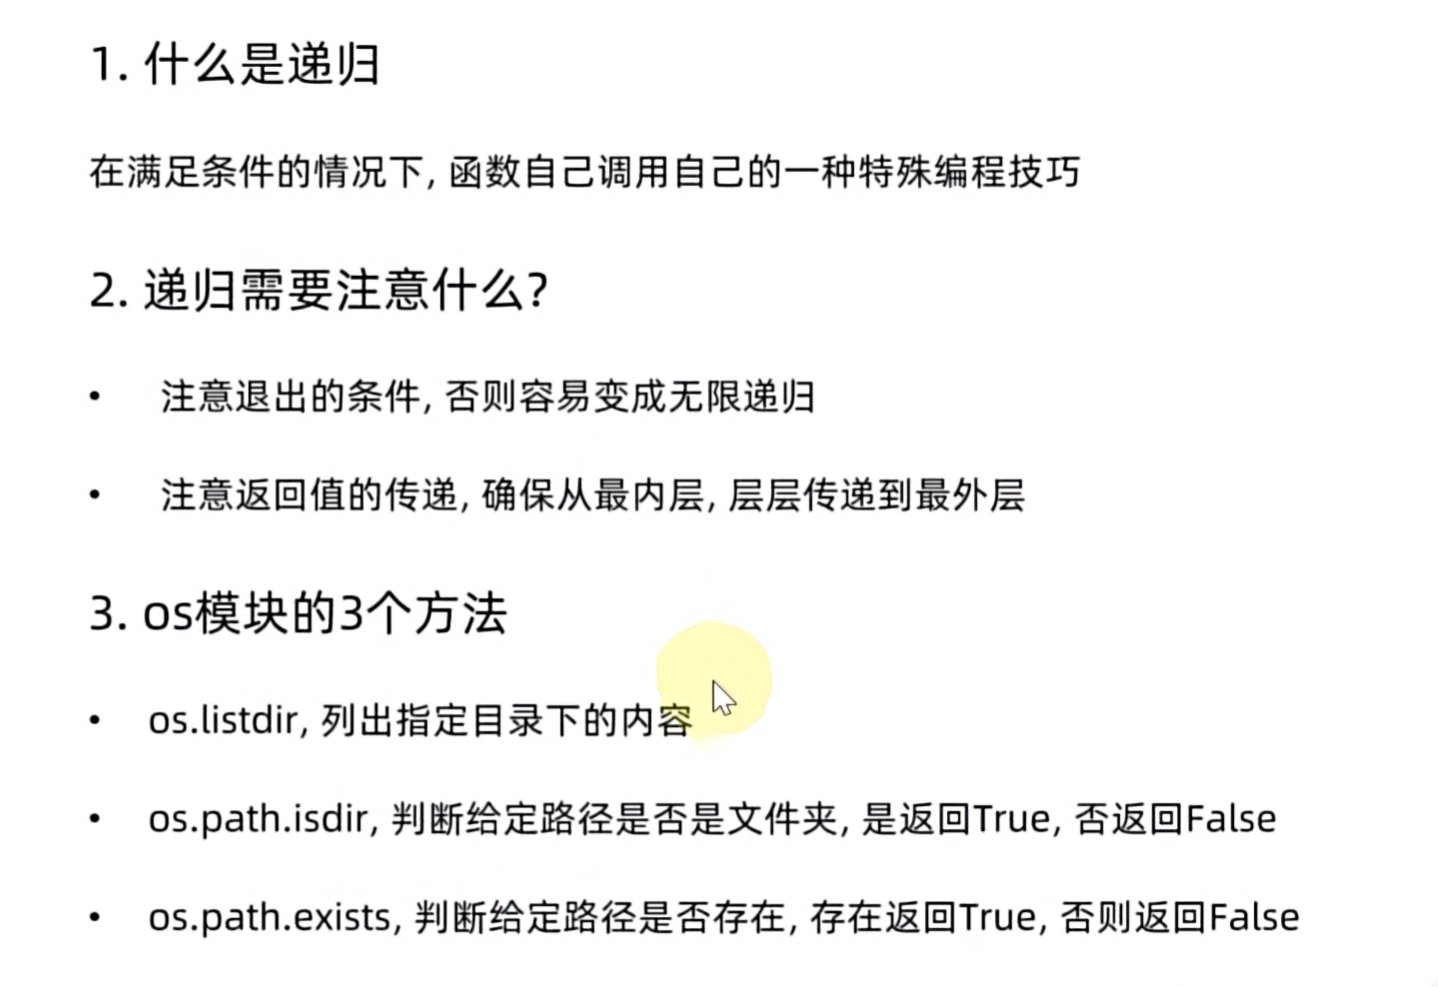 1. 什么是递归
在满足条件的情况下, 函数自己调用自己的一种特殊编程技巧
2. 递归需要注意什么?
• 注意退出的条件, 否则容易变成无限递归
• 注意返回值的传递, 确保从最内层, 层层传递到最外层
3. os模块的3个方法
• os.listdir, 列出指定目录下的内容
• os.path.isdir, 判断给定路径是否是文件夹, 是返回True, 否返回False
• os.path.exists, 判断给定路径是否存在, 存在返回True, 否则返回False